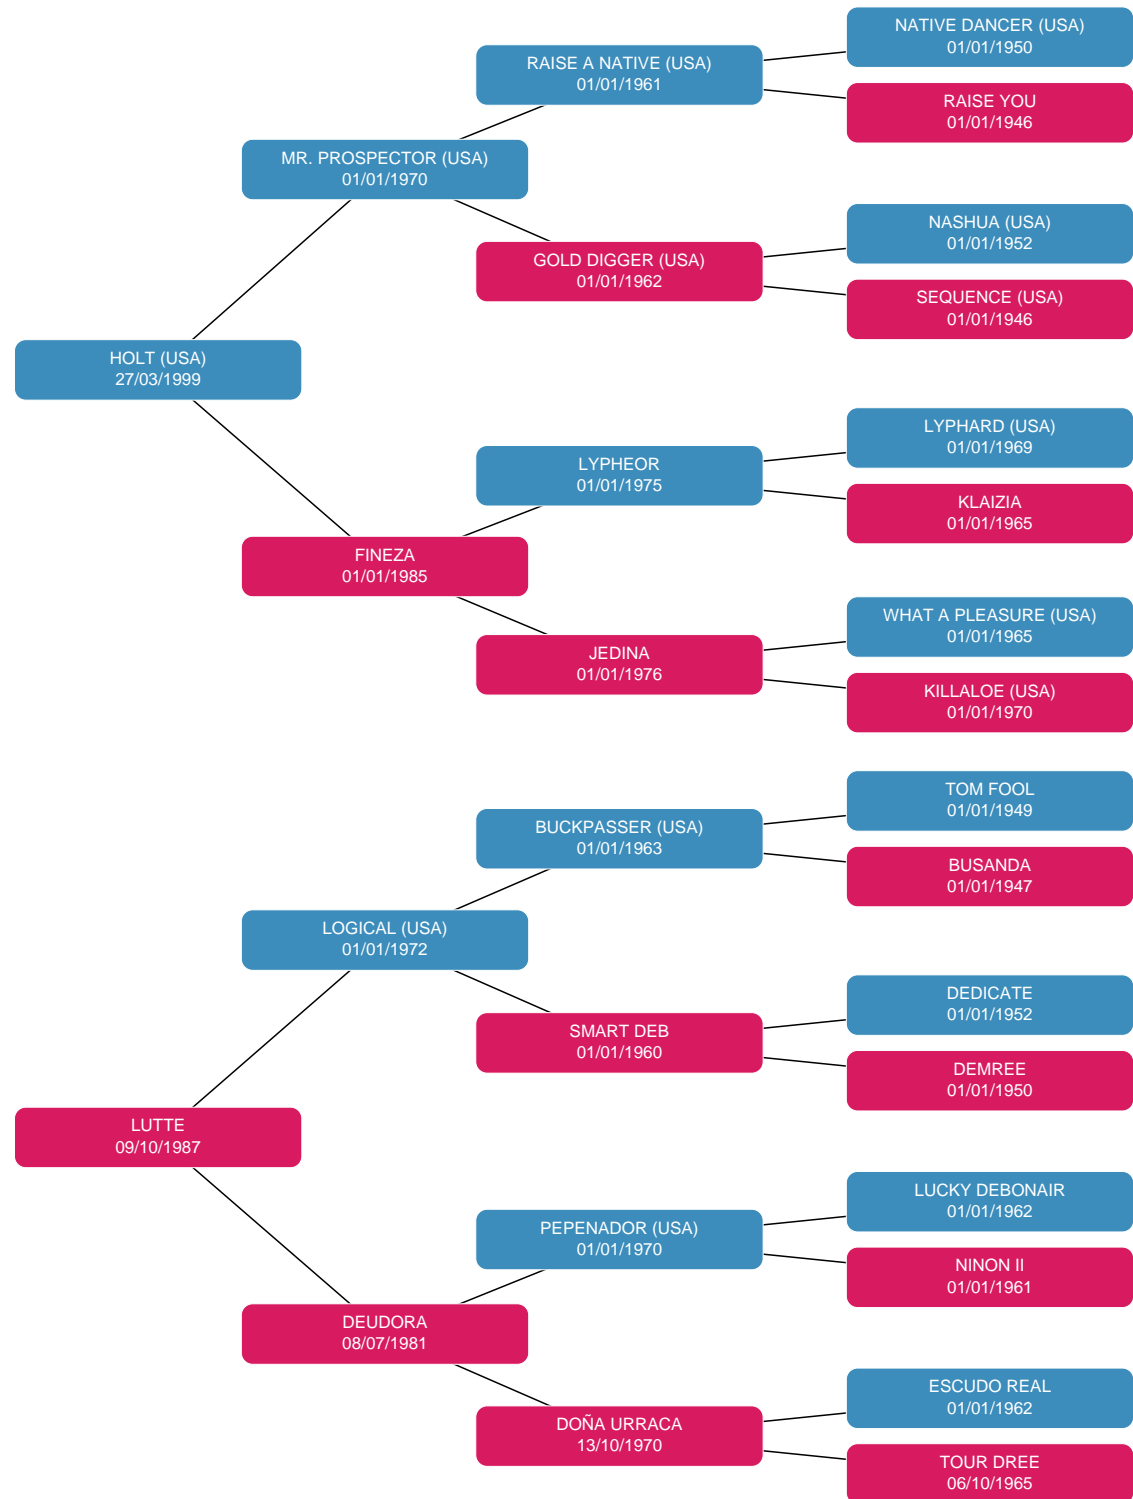 NATIVE DANCER (USA)
01/01/1950
RAISE A NATIVE (USA)
01/01/1961
RAISE YOU
01/01/1946
MR. PROSPECTOR (USA)
01/01/1970
NASHUA (USA)
01/01/1952
GOLD DIGGER (USA)
01/01/1962
SEQUENCE (USA)
01/01/1946
HOLT (USA)
27/03/1999
LYPHARD (USA)
01/01/1969
LYPHEOR
01/01/1975
KLAIZIA
01/01/1965
FINEZA
01/01/1985
WHAT A PLEASURE (USA)
01/01/1965
JEDINA
01/01/1976
KILLALOE (USA)
01/01/1970
TOM FOOL
01/01/1949
BUCKPASSER (USA)
01/01/1963
BUSANDA
01/01/1947
LOGICAL (USA)
01/01/1972
DEDICATE
01/01/1952
SMART DEB
01/01/1960
DEMREE
01/01/1950
LUTTE
09/10/1987
LUCKY DEBONAIR
01/01/1962
PEPENADOR (USA)
01/01/1970
NINON II
01/01/1961
DEUDORA
08/07/1981
ESCUDO REAL
01/01/1962
DOÑA URRACA
13/10/1970
TOUR DREE
06/10/1965